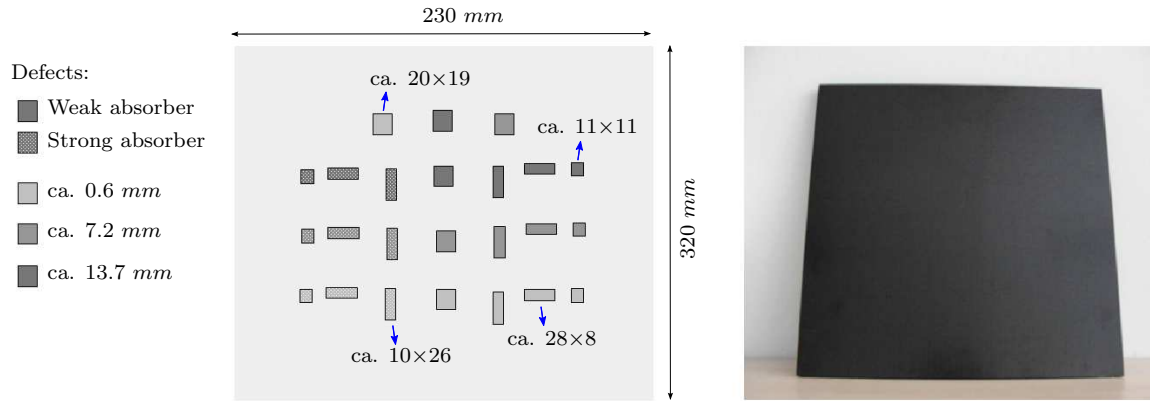 230 mm
Defects:
Weak absorber
Strong absorber
ca. 0.6 mm
ca. 7.2 mm
ca. 13.7 mm
ca. 20×19
ca. 11×11
ca. 10×26
ca. 28×8
320 mm